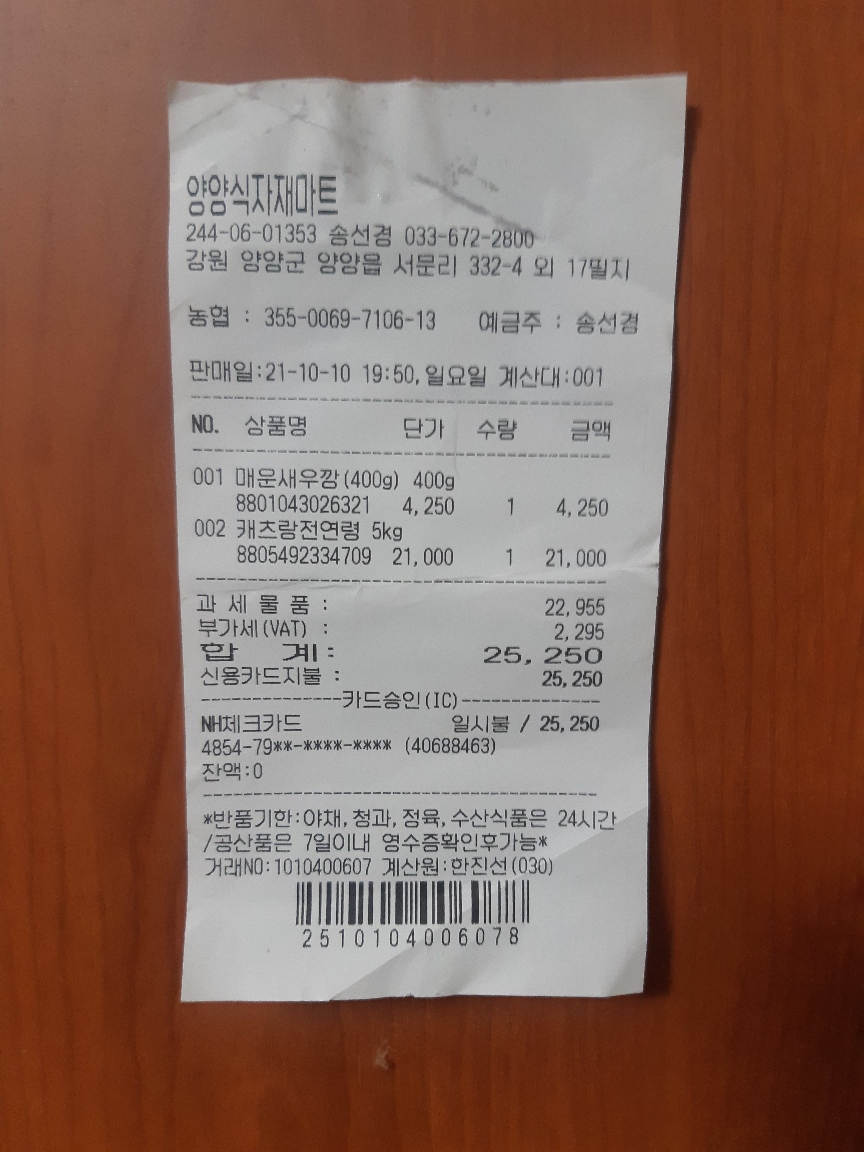 양양식자재마트
244-06-01353 송선경 033-672-2800
강원 양양군 양양읍 서문리 332-4 외 17필지
농협 : 355-0069-7106-13 예금주 : 송선경
판매일:21-10-10 19:50, 일요일 계산대:001
NO. 상품명 단가 수량 금액
001 매운새우깡(400g) 400g
8801043026321 4,250 1 4,250
002 캐츠랑전연령 5kg
8805492334709 21,000 1 21,000
과 세 물 품 : 22,955
부가세(VAT) : 2,295
합 계: 25,250
신용카드지불 : 25,250
--------------카드승인(IC)--------------
NH체크카드 일시불 / 25,250
4854-79**-****-**** (40688463)
잔액:0
*반품기한:야채,청과,정육,수산식품은 24시간
/공산품은 7일이내 영수증확인후가능*
거래NO:1010400607 계산원:한진선(030)
2510104006078